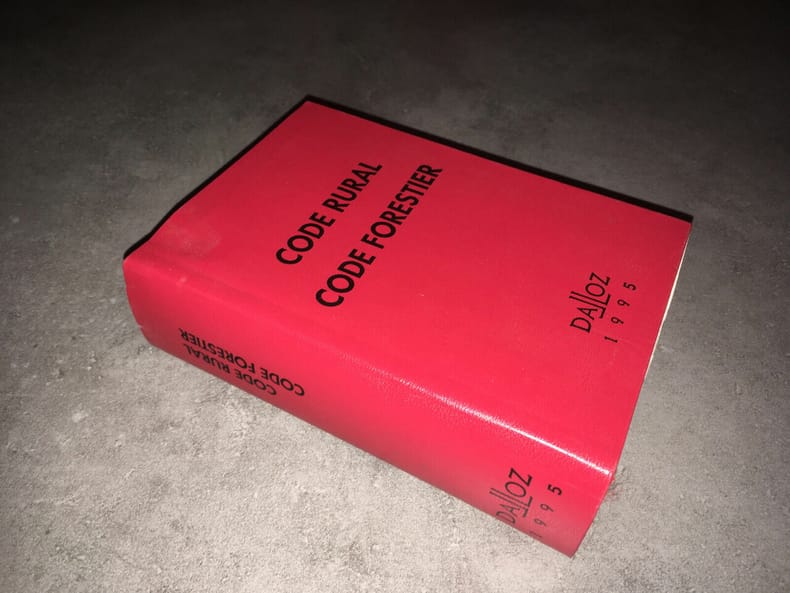 CODE RURAL
CODE FORESTIER
DALLOZ
1995
CODE RURAL
CODE FORESTIER
DALLOZ
1995